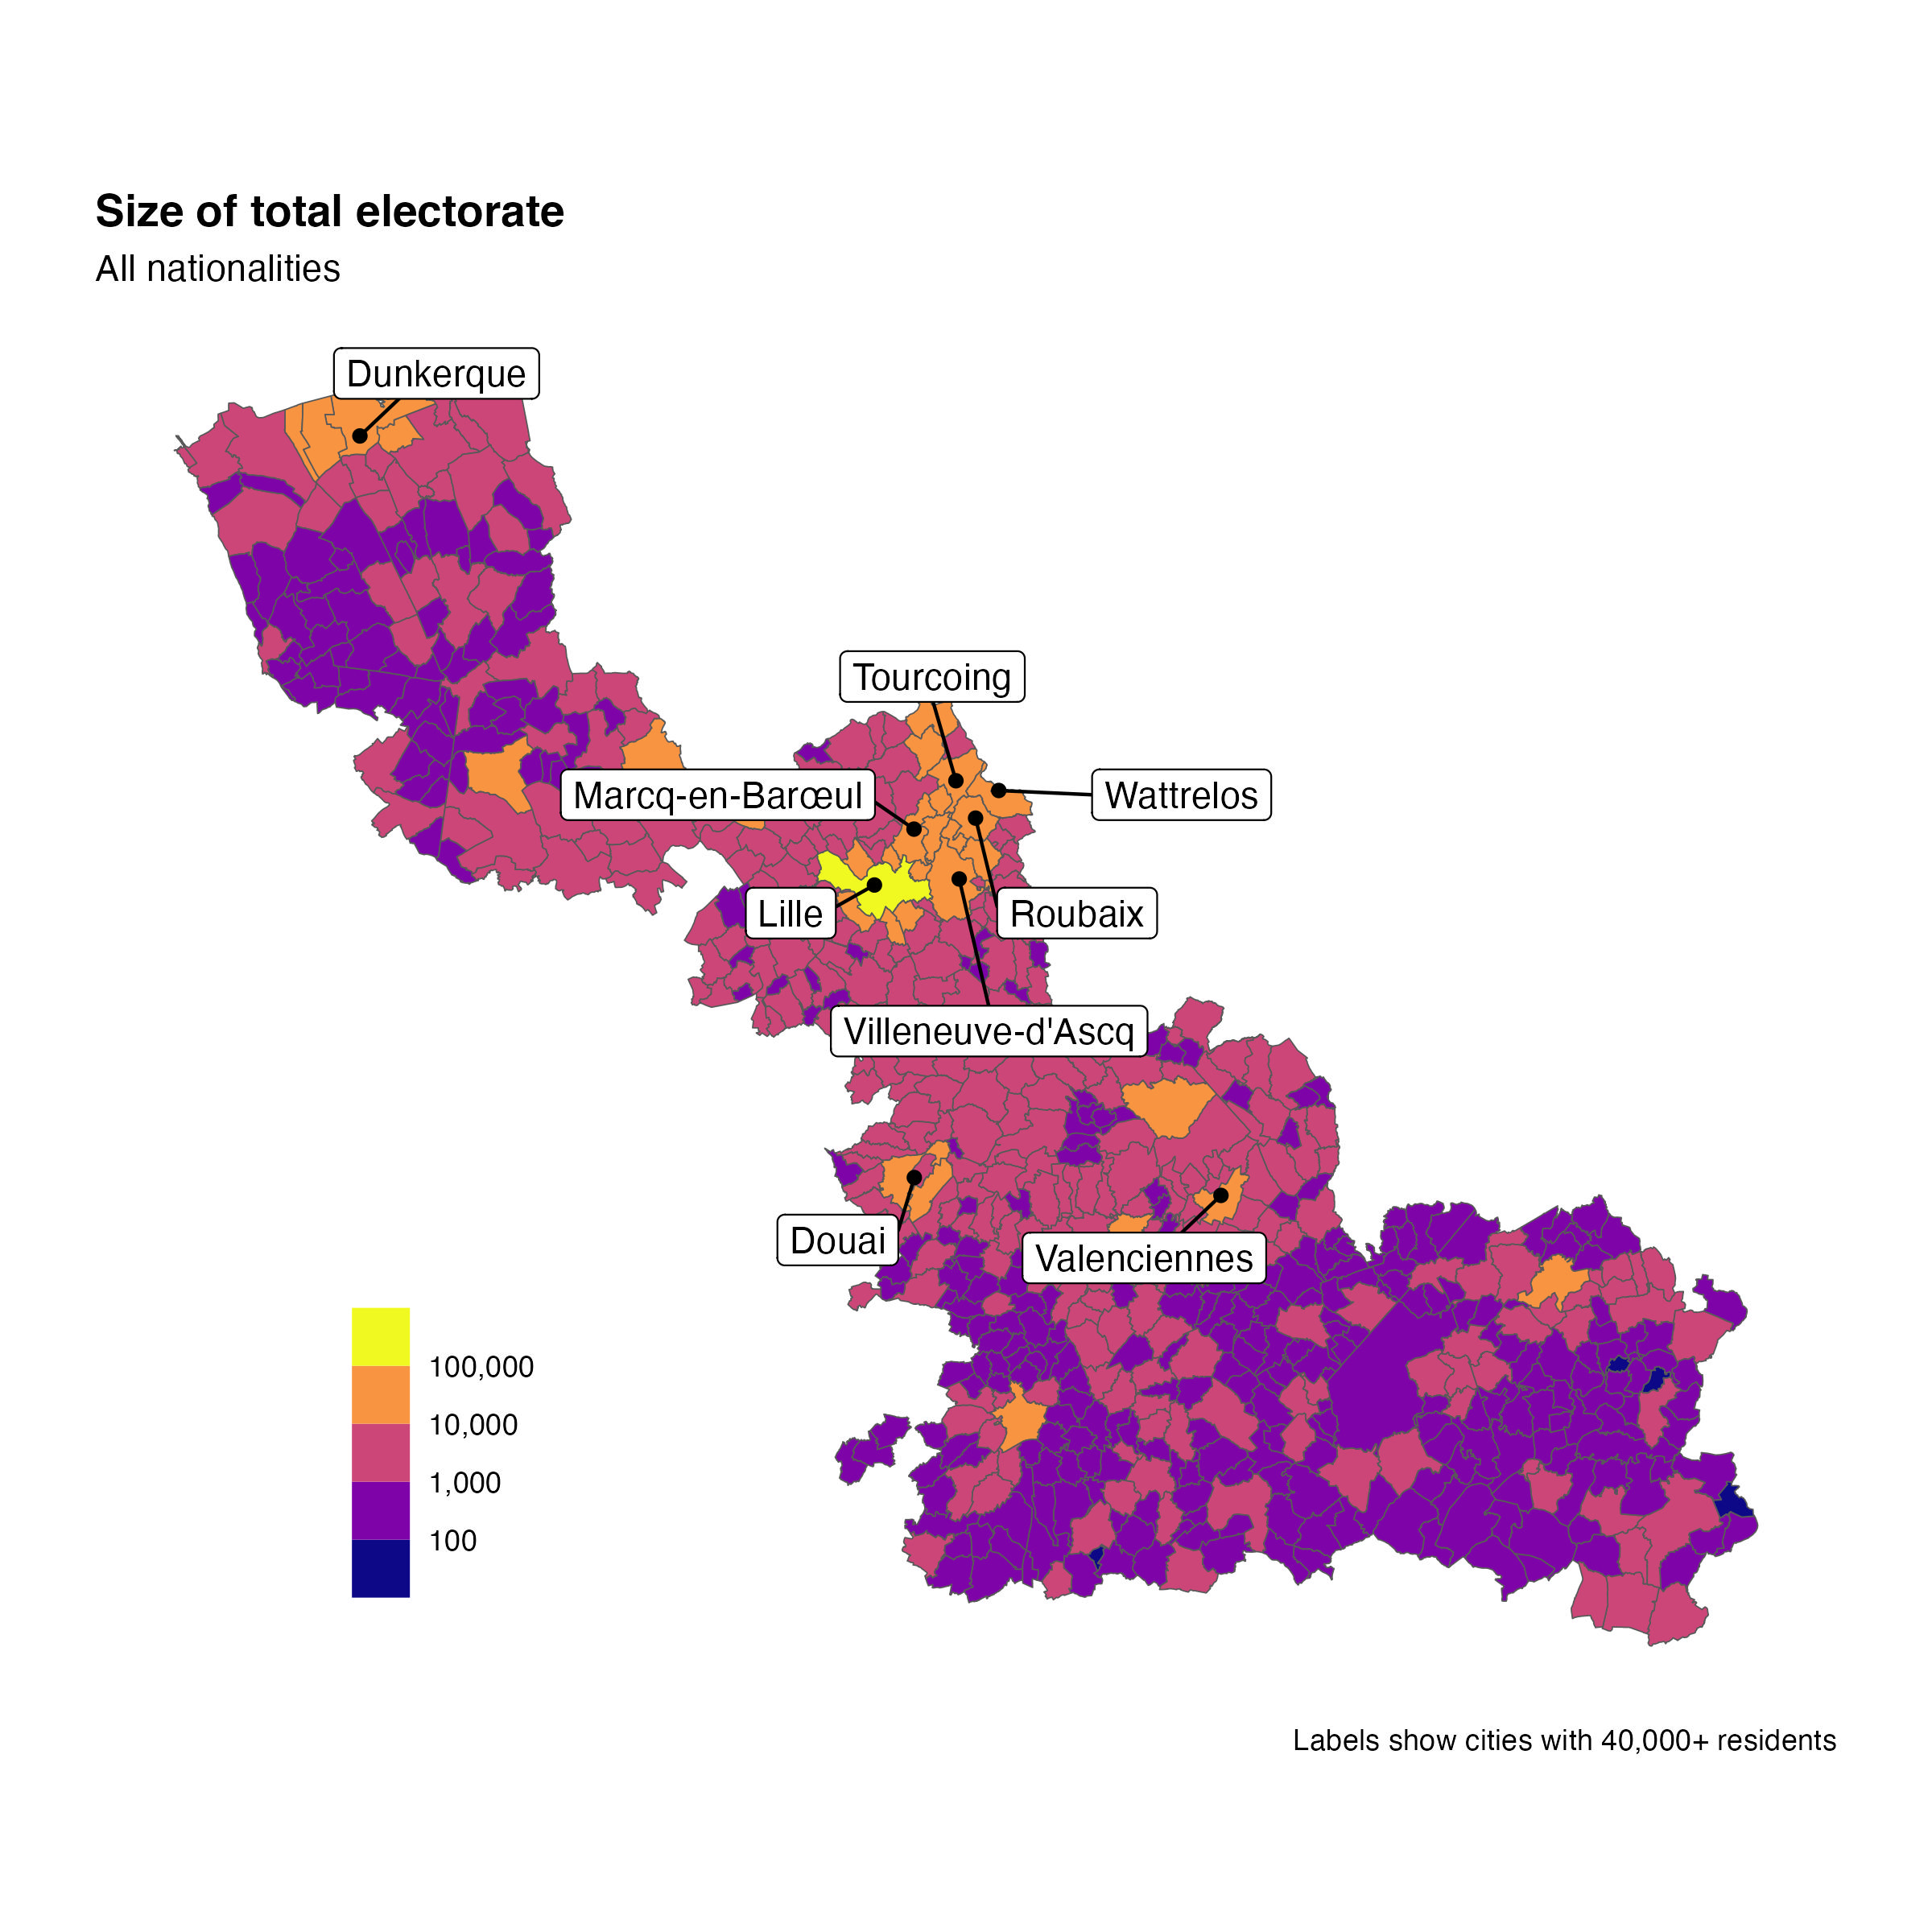 Size of total electorate
All nationalities
Dunkerque
Tourcoing
Marcq-en-Barœul
Wattrelos
Lille
Roubaix
Villeneuve-d'Ascq
Douai
Valenciennes
100,000
10,000
1,000
100
Labels show cities with 40,000+ residents